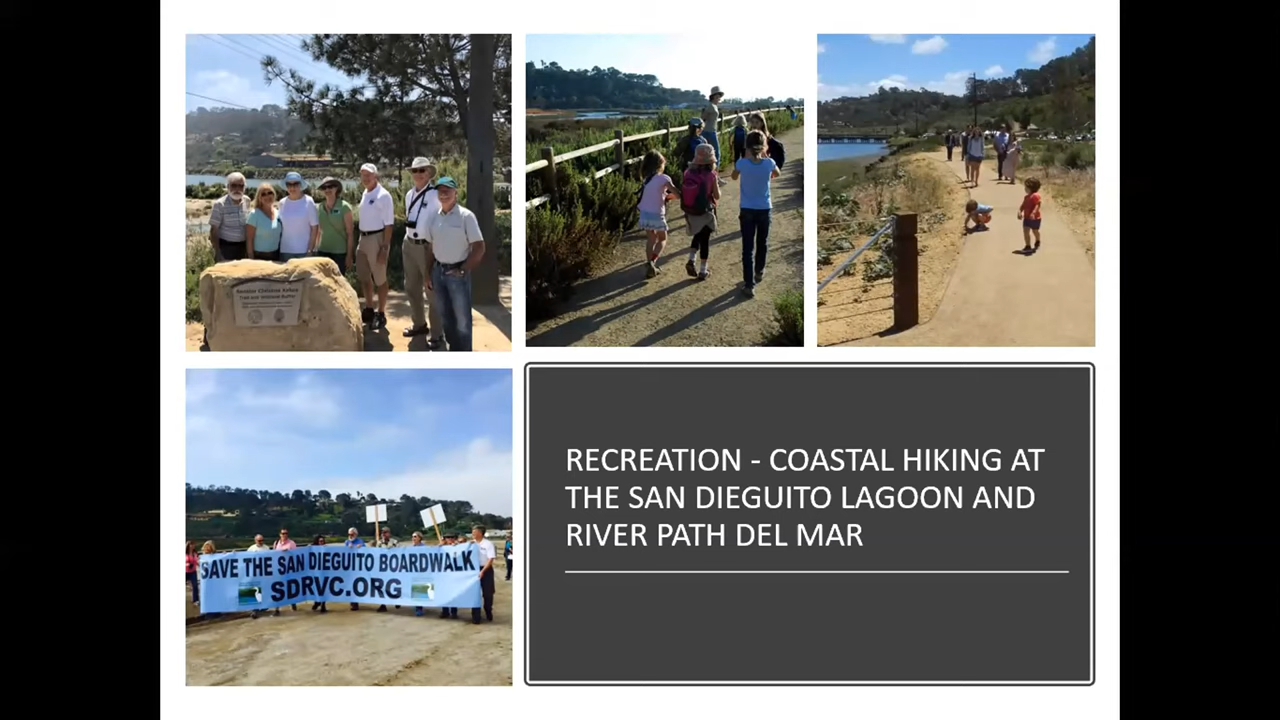 RECREATION - COASTAL HIKING AT
THE SAN DIEGUITO LAGOON AND
RIVER PATH DEL MAR
SAVE THE SAN DIEGUITO BOARDWALK
SDRVC.ORG